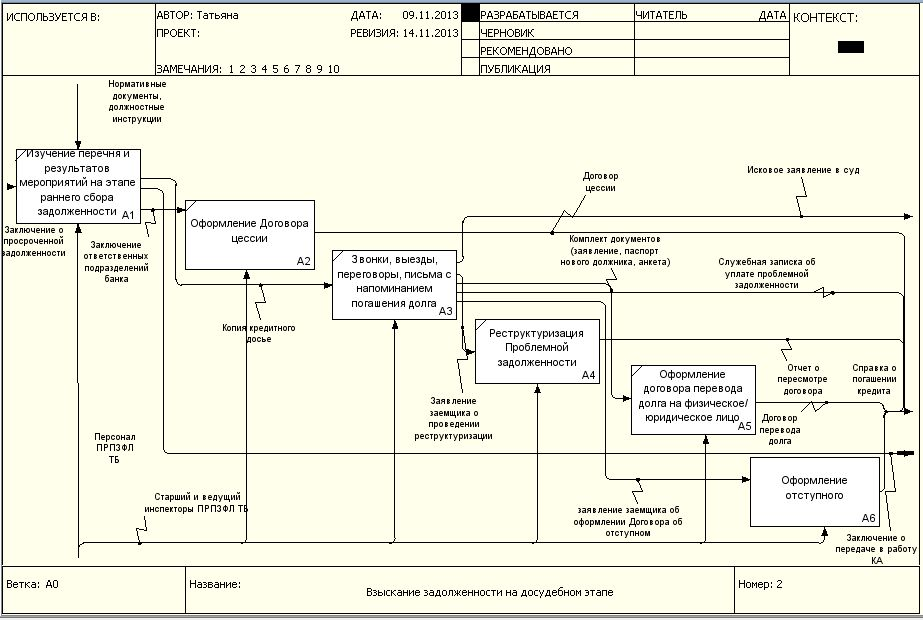 ИСПОЛЬЗУЕТСЯ В:
АВТОР: Татьяна
ДАТА: 09.11.2013
ПРОЕКТ:
РЕВИЗИЯ: 14.11.2013
ЗАМЕЧАНИЯ: 1 2 3 4 5 6 7 8 9 10
РАЗРАБАТЫВАЕТСЯ
ЧЕРНОВИК
РЕКОМЕНДОВАНО
ПУБЛИКАЦИЯ
ЧИТАТЕЛЬ
ДАТА
КОНТЕКСТ:
Нормативные
документы,
должностные
инструкции
Изучение перечня и
результатов
мероприятий на этапе
раннего сбора
задолженности
A1
Заключение о
просроченной
задолженности
Заключение
ответственных
подразделений
банка
Оформление Договора
цессии
A2
Копия кредитного
досье
Звонки, выезды,
переговоры, письма с
напоминанием
погашения долга
A3
Договор
цессии
Исковое заявление в суд
Комплект документов
(заявление, паспорт
нового должника, анкета)
Служебная записка об
уплате проблемной
задолженности
Реструктуризация
Проблемной
задолженности
A4
Заявление
заемщика о
проведении
реструктуризации
Отчет о
пересмотре
договора
Справка о
погашении
кредита
Оформление
договора перевода
долга на физическое/
юридическое лицо
A5
Договор
перевода
долга
Персонал
ПРПЗФЛ
ТБ
Старший и ведущий
инспекторы ПРПЗФЛ ТБ
Оформление
отступного
A6
заявление заемщика об
оформлении Договора об
отступном
Заключение о
передаче в работу
КА
Ветка: A0
Название:
Взыскание задолженности на досудебном этапе
Номер: 2